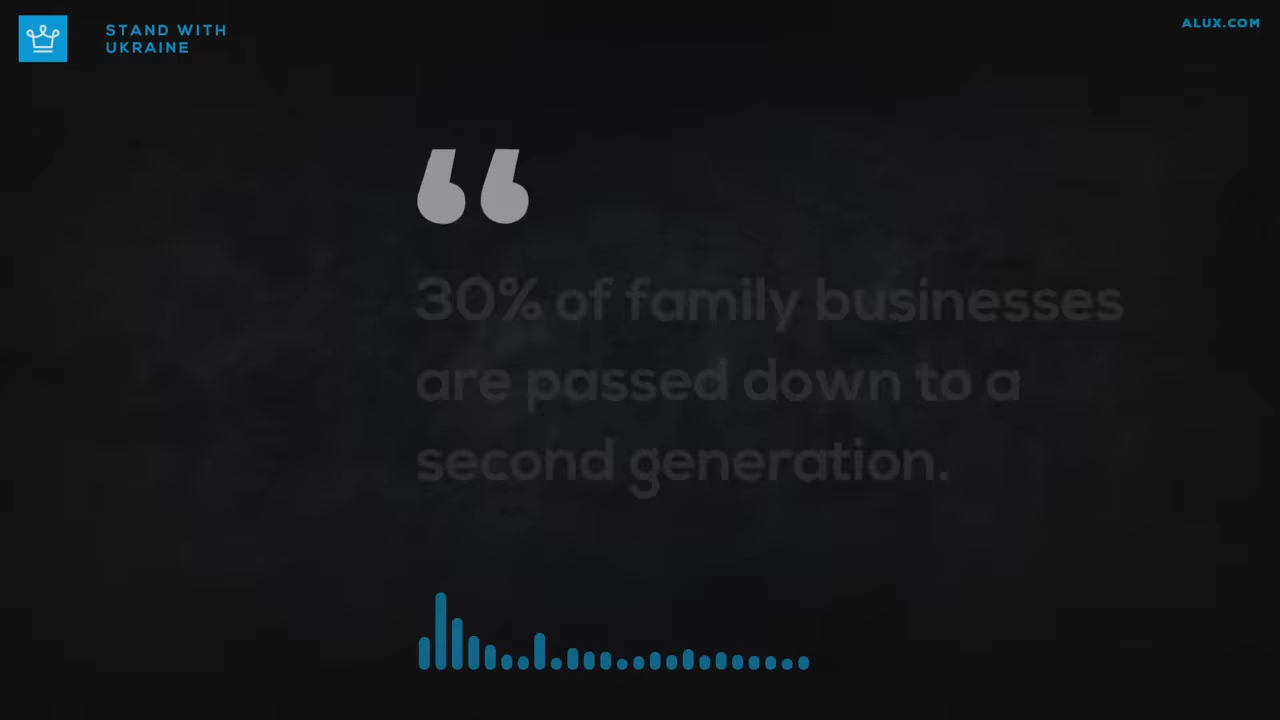 STAND WITH
UKRAINE
ALUX.COM
“
30% of family businesses
are passed down to a
second generation.